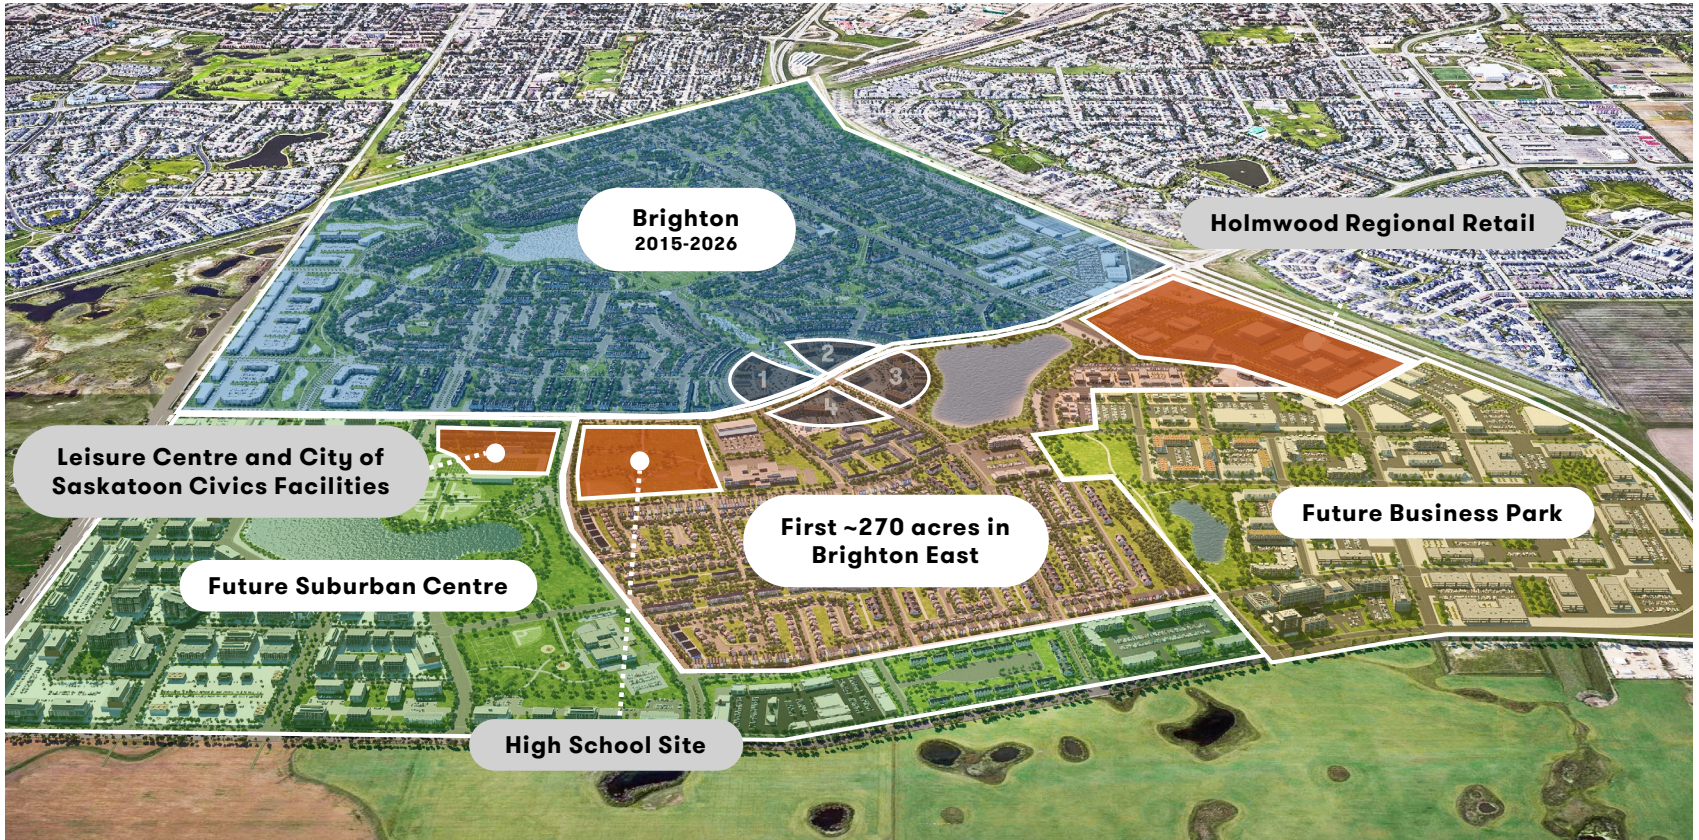 Brighton
2015-2026
Holmwood Regional Retail
2
1
3
4
Leisure Centre and City of
Saskatoon Civics Facilities
First ~270 acres in
Brighton East
Future Business Park
Future Suburban Centre
High School Site